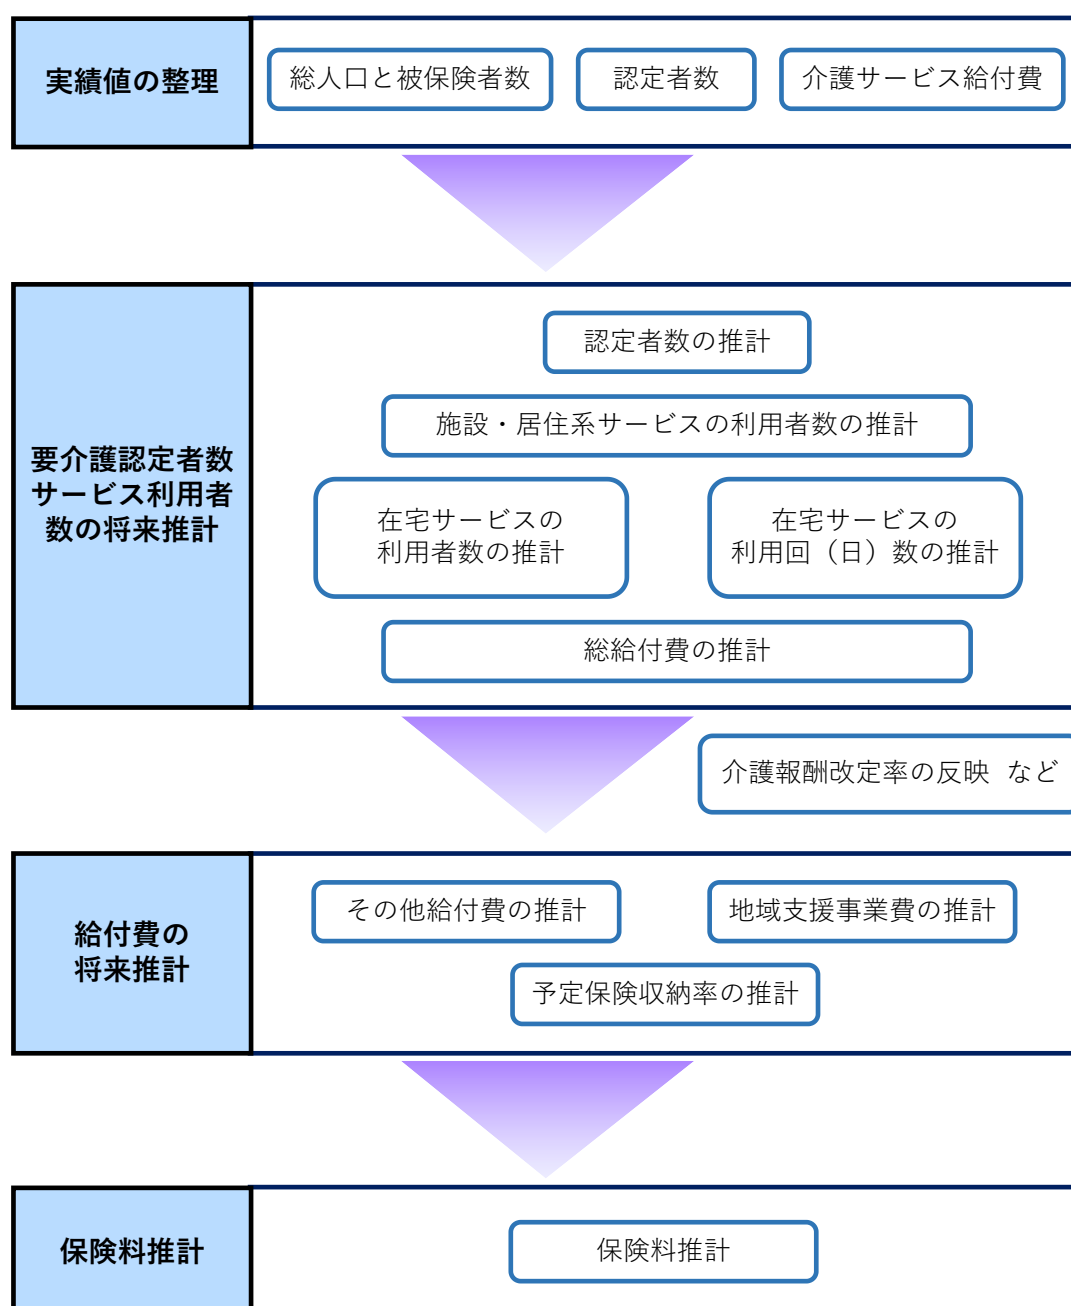 実績値の整理
総人口と被保険者数
認定者数
介護サービス給付費
要介護認定者数
サービス利用者
数の将来推計
認定者数の推計
施設・居住系サービスの利用者数の推計
在宅サービスの
利用者数の推計
在宅サービスの
利用回（日）数の推計
総給付費の推計
介護報酬改定率の反映 など
給付費の
将来推計
その他給付費の推計
地域支援事業費の推計
予定保険収納率の推計
保険料推計
保険料推計